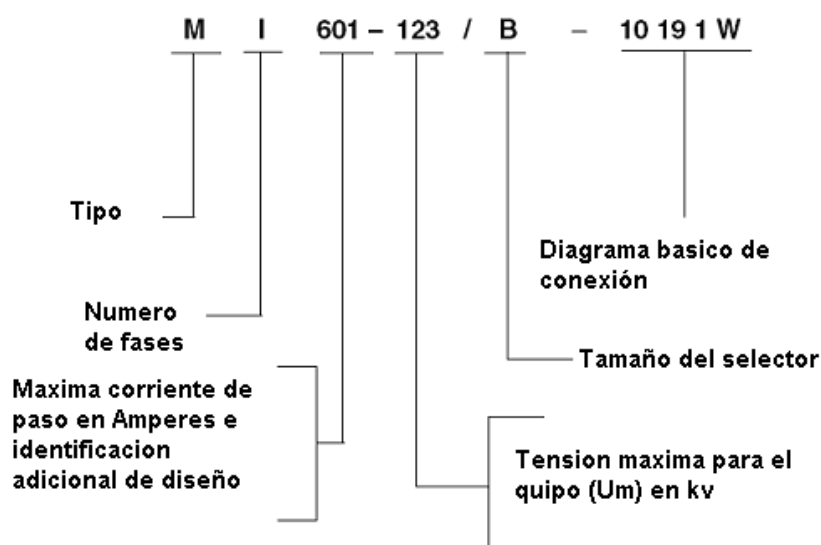 M I 601 – 123 / B – 10 19 1 W
Tipo
Numero
de fases
Maxima corriente de
paso en Amperes e
identificacion
adicional de diseño
Diagrama basico de
conexión
Tamaño del selector
Tension maxima para el
quipo (Um) en kv